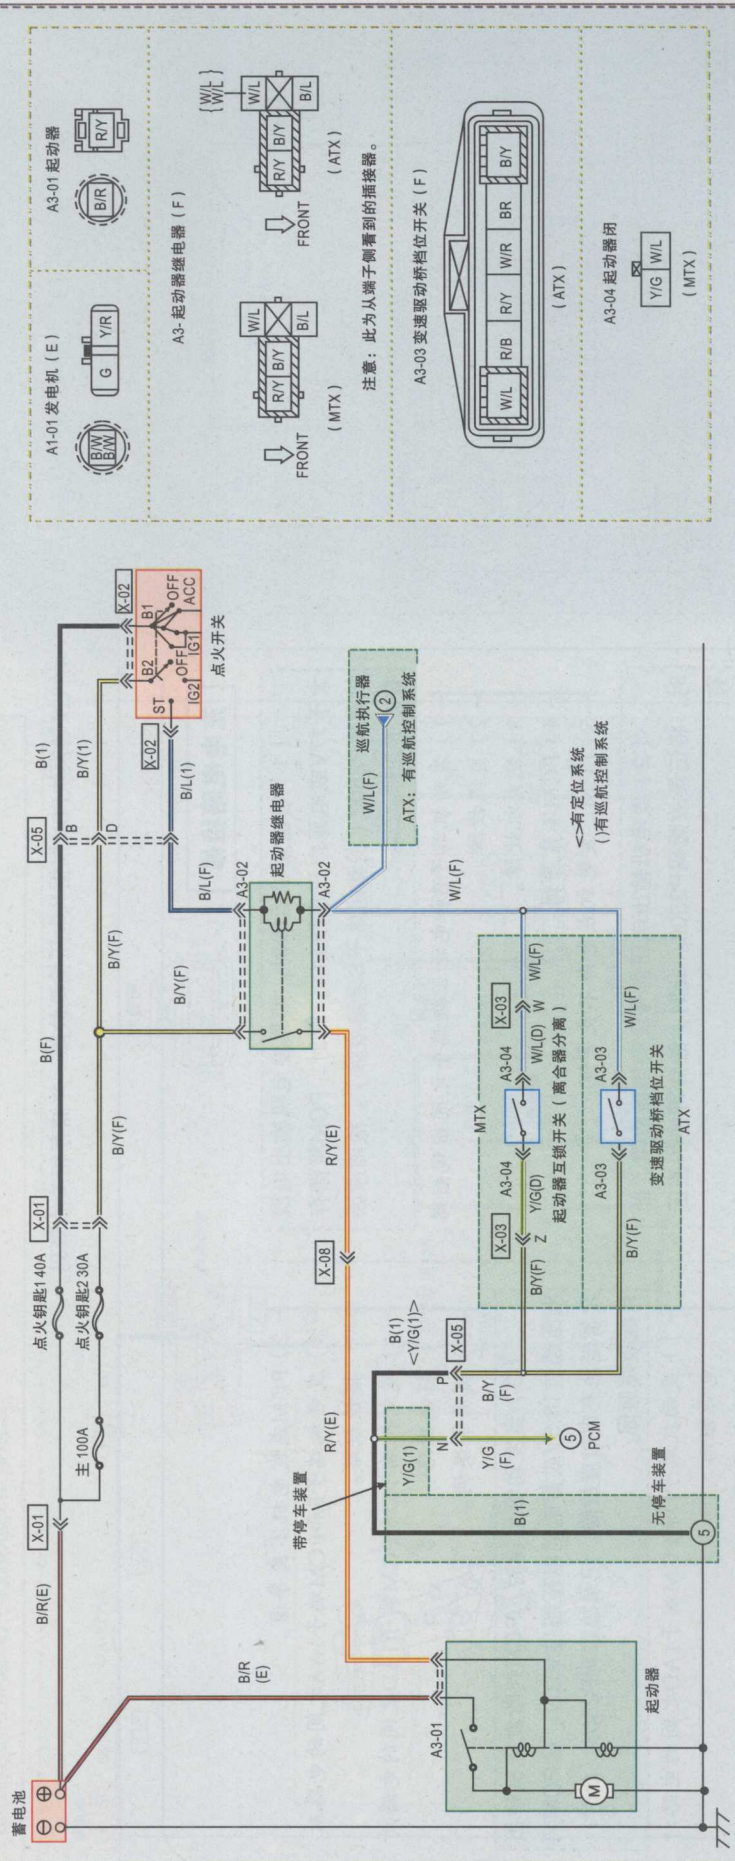 蓄电池
⊖ ⊕
B/R(E)
X-01
主 100A
点火钥匙1 40A
点火钥匙2 30A
X-01
B(F)
B/Y(F)
B/Y(F)
X-05
B
D
B(1)
B/Y(1)
X-02
B2
B1
OFF
OFF
ACC
ST
IG2
IG1
点火开关
X-02
B/L(1)
B/L(F)
B/Y(F)
A3-02
起动器继电器
A3-02
W/L(F)
巡航执行器
2
ATX：有巡航控制系统
W/L(F)
<>有定位系统
()有巡航控制系统
R/Y(E)
X-08
R/Y(E)
B/R
(E)
A3-01
M
起动器
带停车装置
Y/G(1)
B(1)
无停车装置
5
B(1)
<Y/G(1)>
P
X-05
N
Y/G
(F)
B/Y
(F)
5
PCM
MTX
X-03
Z
B/Y(F)
Y/G(D)
A3-04
A3-04
W/L(D)
X-03
W
W/L(F)
起动器互锁开关（离合器分离）
B/Y(F)
A3-03
A3-03
W/L(F)
变速驱动桥档位开关
ATX
A1-01 发电机（E）
B/W
B/W
G
Y/R
A3-01 起动器
B/R
R/Y
A3- 起动器继电器（F）
FRONT
R/Y
B/Y
W/L
B/L
（MTX）
FRONT
R/Y
B/Y
W/L
B/L
{W/L}
{W/L}
（ATX）
注意：此为从端子侧看到的插接器。
A3-03 变速驱动桥档位开关（F）
W/L
R/B
R/Y
W/R
BR
B/Y
（ATX）
A3-04 起动器闭
Y/G
W/L
（MTX）